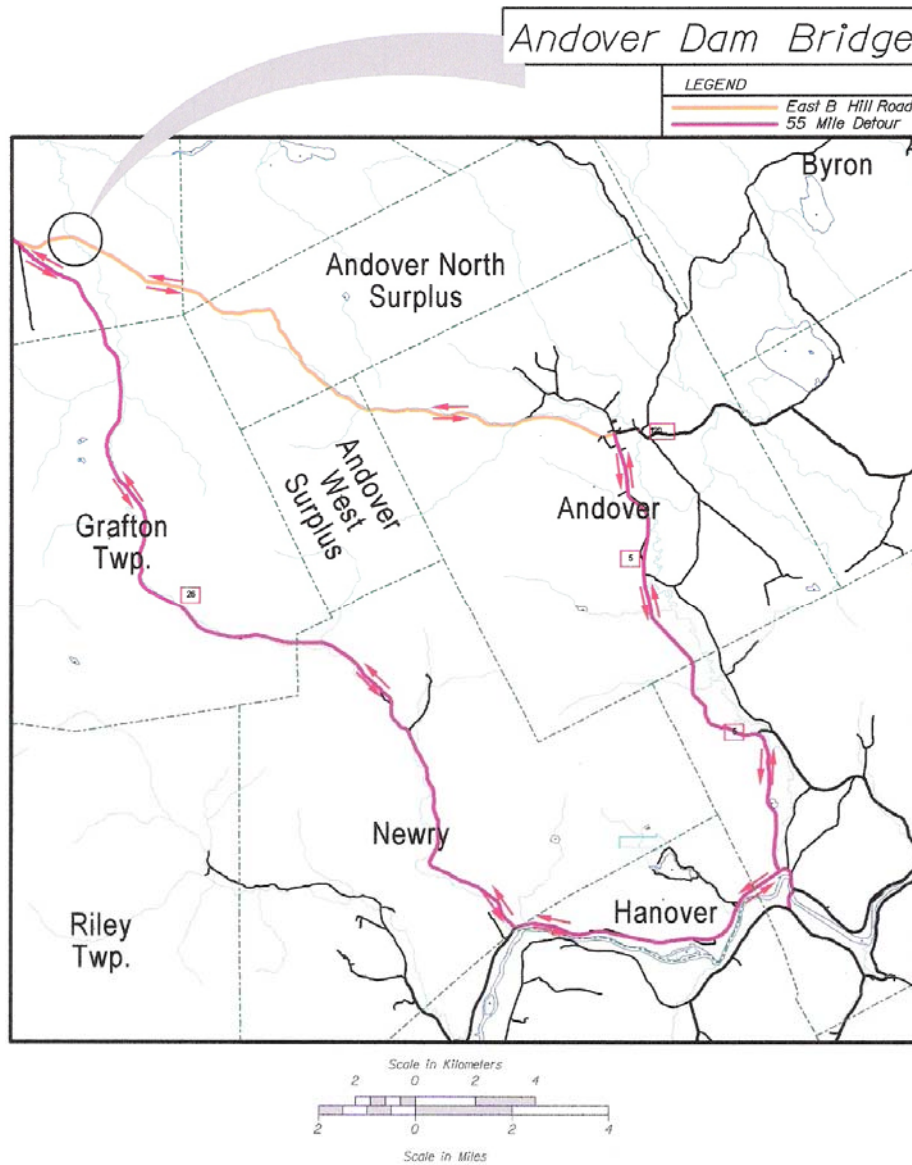 Andover Dam Bridge
LEGEND
East B Hill Road
55 Mile Detour
Byron
Andover North
Surplus
Andover
West
Surplus
Andover
5
Grafton
Twp.
26
5
Newry
Hanover
Riley
Twp.
Scale in Kilometers
2 0 2 4
2 0 2 4
Scale in Miles